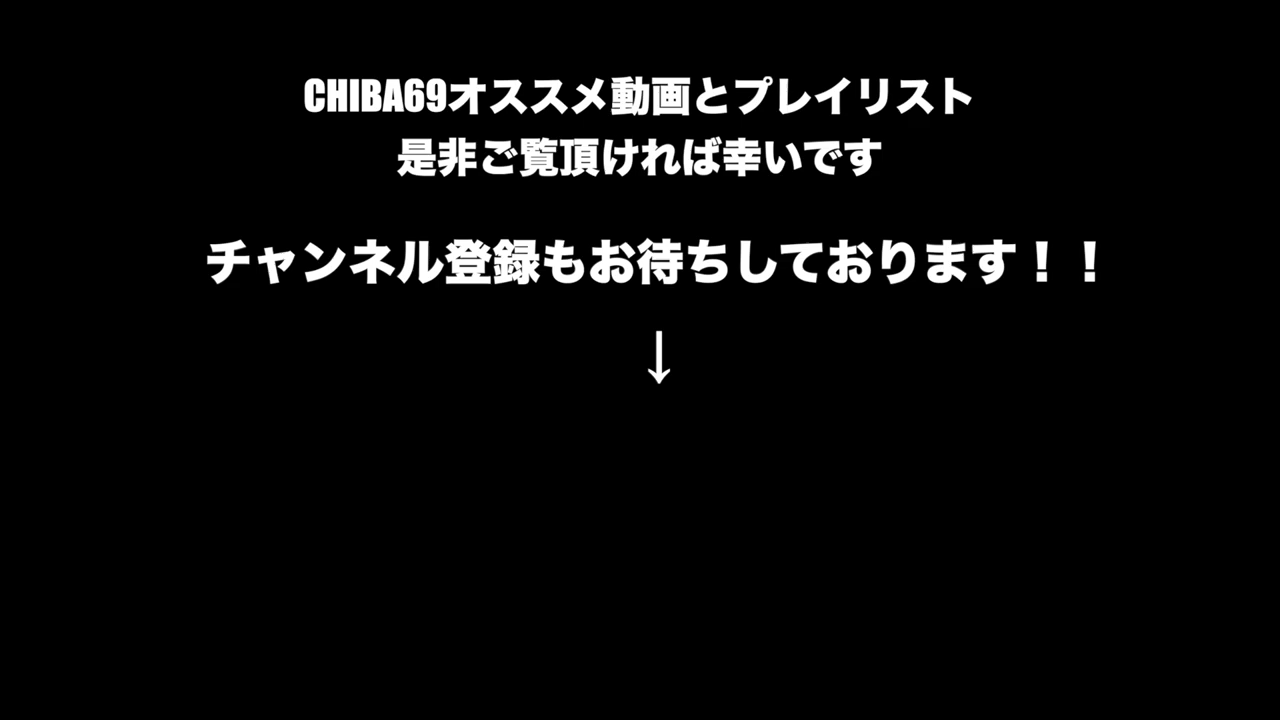 CHIBA69オススメ動画とプレイリスト
是非ご覧頂ければ幸いです
チャンネル登録もお待ちしております！！
↓